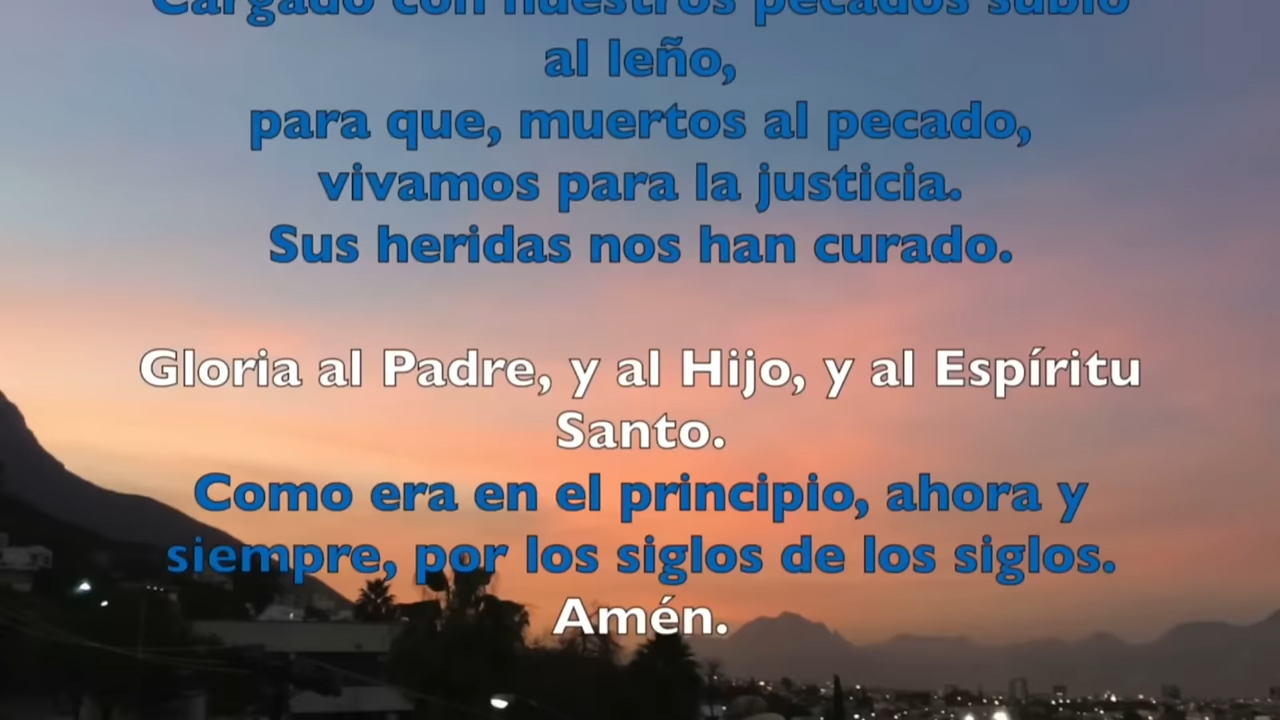 Cargado con nuestros pecados subió
al leño,
para que, muertos al pecado,
vivamos para la justicia.
Sus heridas nos han curado.
Gloria al Padre, y al Hijo, y al Espíritu
Santo.
Como era en el principio, ahora y
siempre, por los siglos de los siglos.
Amén.